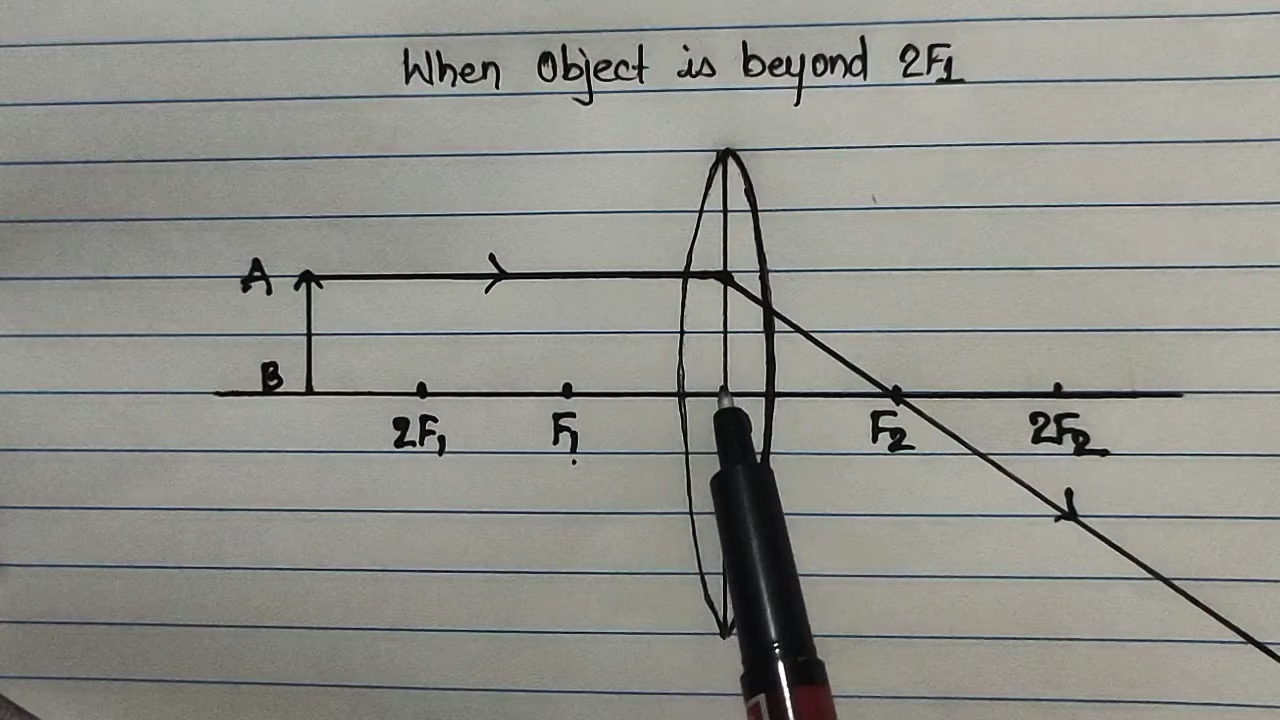 When Object is beyond 2F₁
A
B
2F₁
F₁
F₂
2F₂